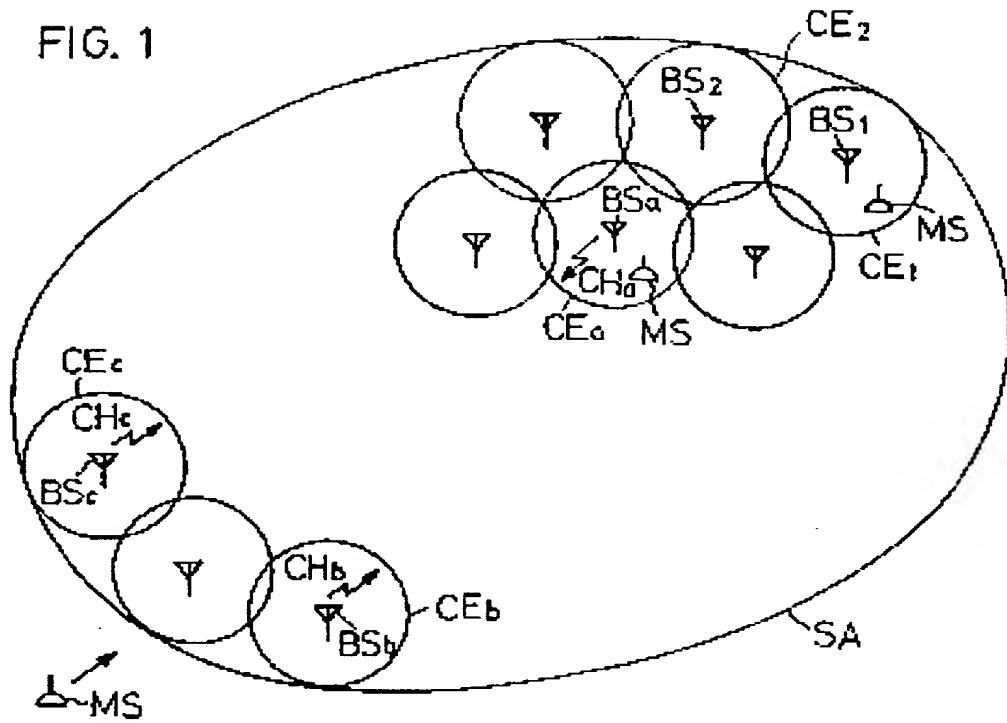 FIG. 1
CE2
BS2
BS1
BSa
MS
CE1
CHa
CEa
MS
CEc
CHc
BSc
CHb
CEb
BSb
SA
MS